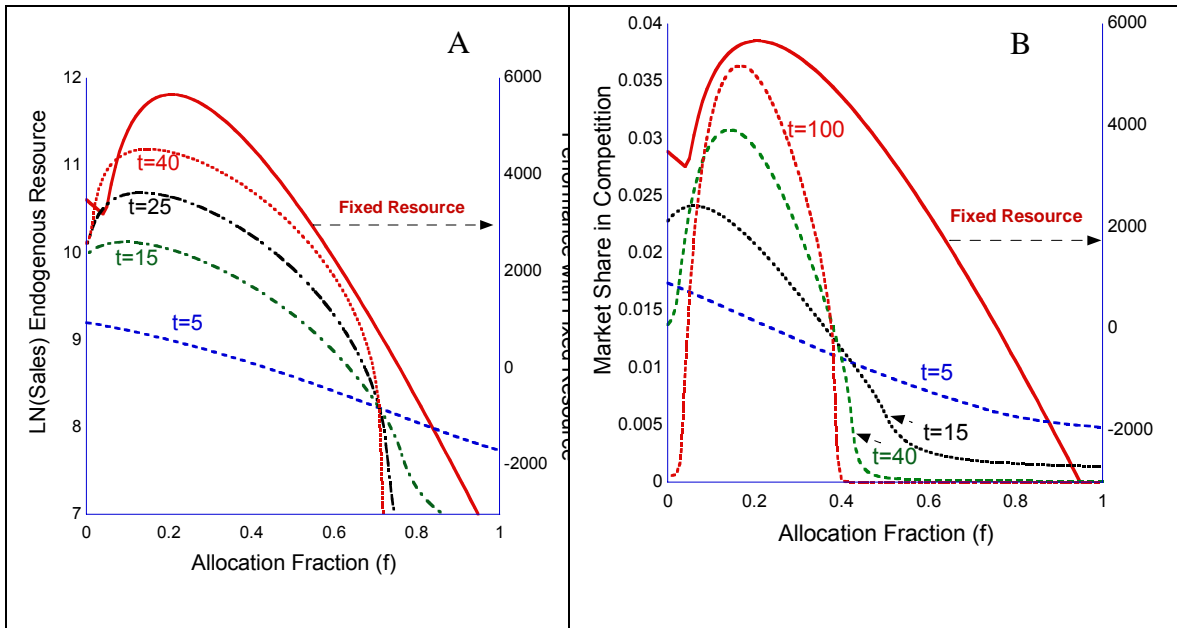 A
12
11
10
9
8
7
6000
4000
2000
0
-2000
LN(Sales) Endogenous Resource
t=40
t=25
t=15
t=5
Fixed Resource
0
0.2
0.4
0.6
0.8
1
Allocation Fraction (f)
B
0.04
0.035
0.03
0.025
0.02
0.015
0.01
0.005
0
6000
4000
2000
0
-2000
Market Share in Competition
t=100
Fixed Resource
t=5
t=15
t=40
0
0.2
0.4
0.6
0.8
1
Allocation Fraction (f)